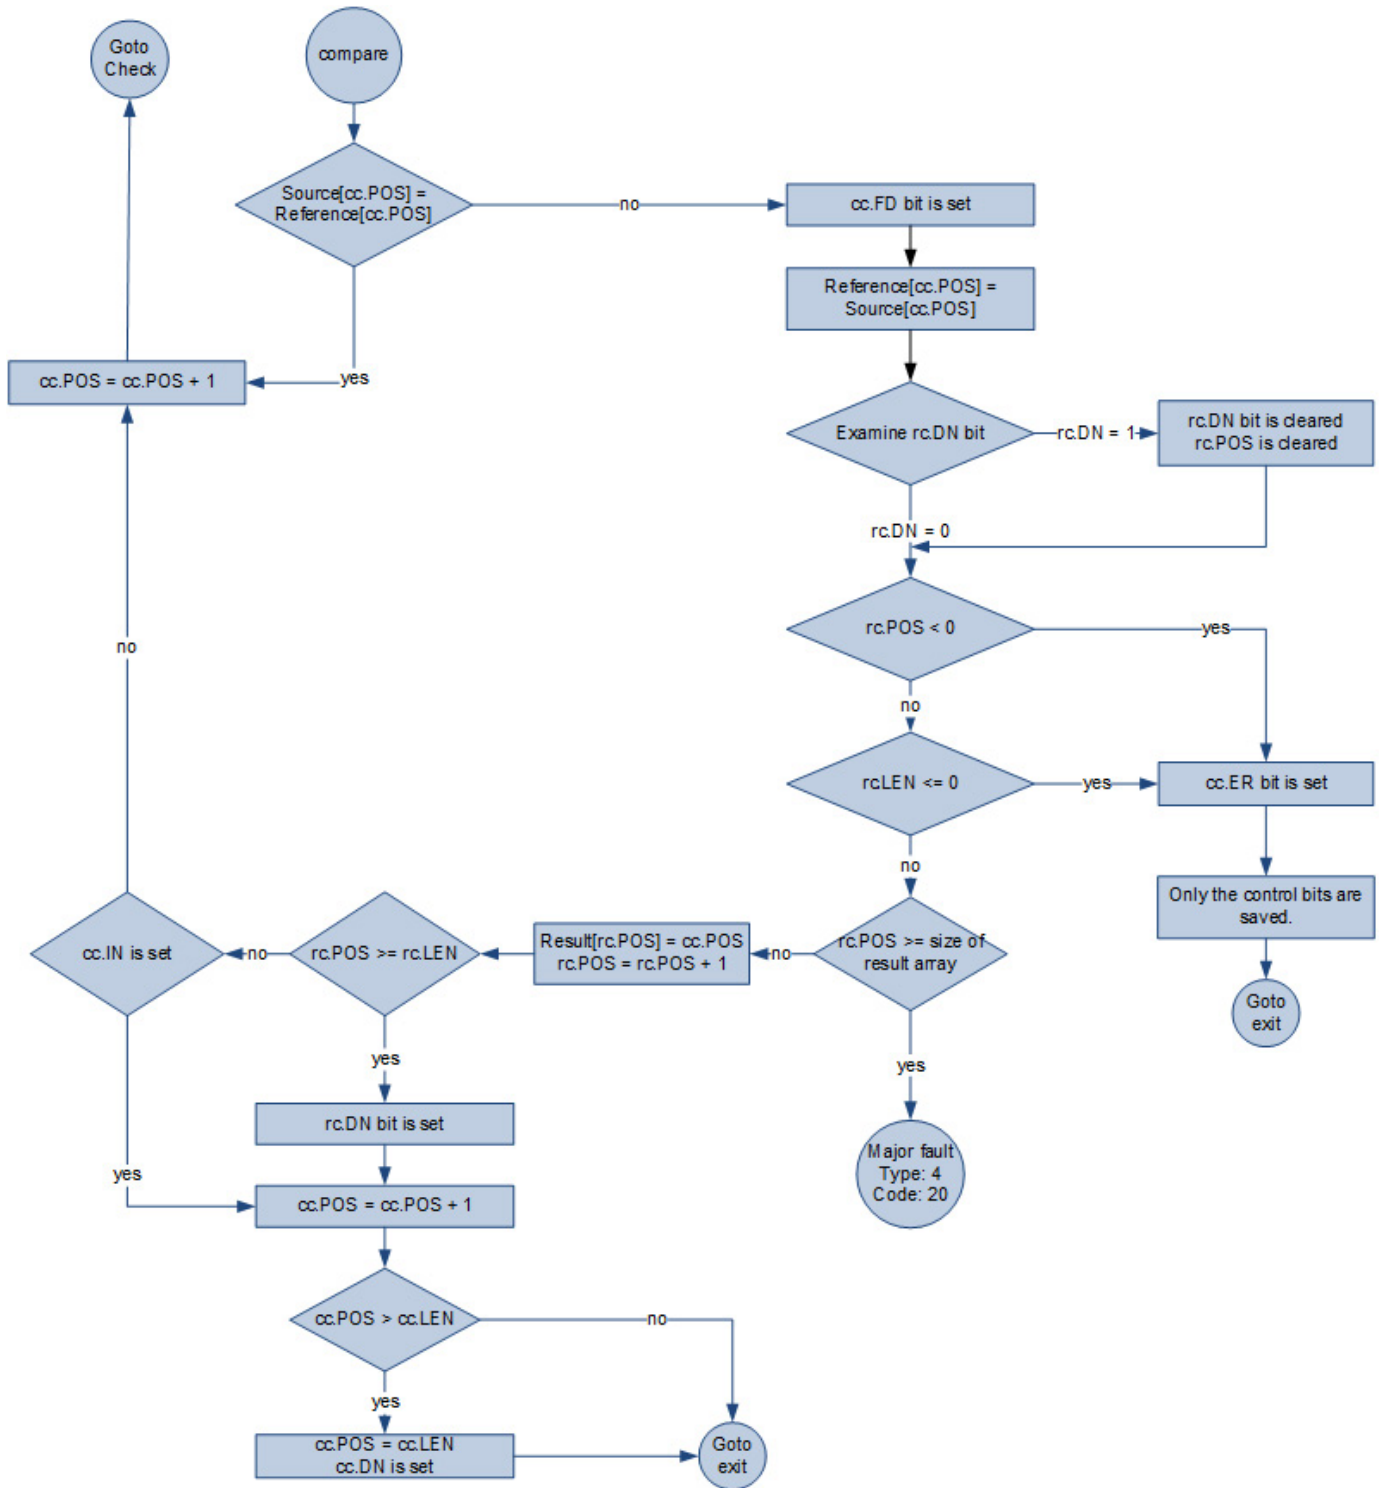 Goto
Check
compare
Source[cc.POS] =
Reference[cc.POS]
no
cc.FD bit is set
Reference[cc.POS] =
Source[cc.POS]
yes
cc.POS = cc.POS + 1
Examine rc.DN bit
rc.DN = 1
rc.DN bit is cleared
rc.POS is cleared
rc.DN = 0
rc.POS < 0
yes
no
no
rc.LEN <= 0
yes
cc.ER bit is set
no
Only the control bits are
saved.
cc.IN is set
no
rc.POS >= rc.LEN
Result[rc.POS] = cc.POS
rc.POS = rc.POS + 1
no
rc.POS >= size of
result array
Goto
exit
yes
yes
rc.DN bit is set
Major fault
Type: 4
Code: 20
yes
cc.POS = cc.POS + 1
cc.POS > cc.LEN
no
yes
cc.POS = cc.LEN
cc.DN is set
Goto
exit